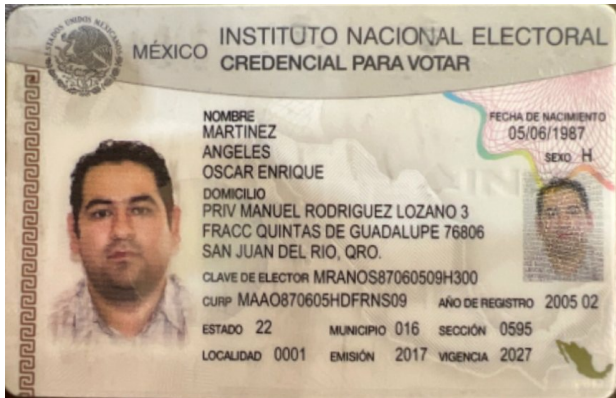 ESTADOS UNIDOS MEXICANOS
MÉXICO
INSTITUTO NACIONAL ELECTORAL
CREDENCIAL PARA VOTAR
NOMBRE
MARTINEZ
ANGELES
OSCAR ENRIQUE
FECHA DE NACIMIENTO
05/06/1987
SEXO H
DOMICILIO
PRIV MANUEL RODRIGUEZ LOZANO 3
FRACC QUINTAS DE GUADALUPE 76806
SAN JUAN DEL RIO, QRO.
CLAVE DE ELECTOR MRANOS87060509H300
CURP MAAO870605HDFRNS09 AÑO DE REGISTRO 2005 02
ESTADO 22 MUNICIPIO 016 SECCIÓN 0595
LOCALIDAD 0001 EMISIÓN 2017 VIGENCIA 2027